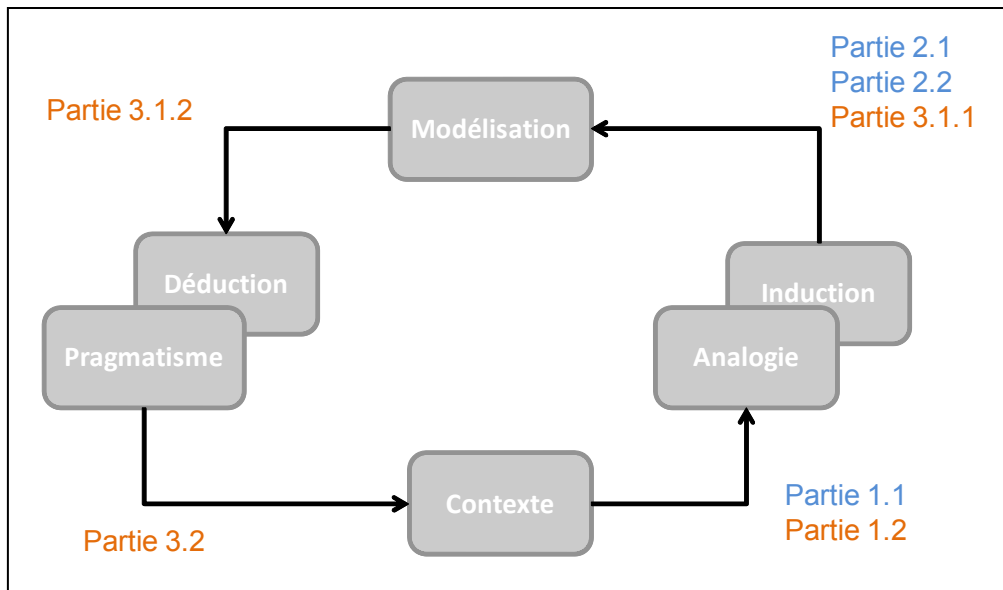 Partie 2.1
Partie 2.2
Partie 3.1.1
Partie 3.1.2
Modélisation
Déduction
Induction
Pragmatisme
Analogie
Contexte
Partie 1.1
Partie 1.2
Partie 3.2